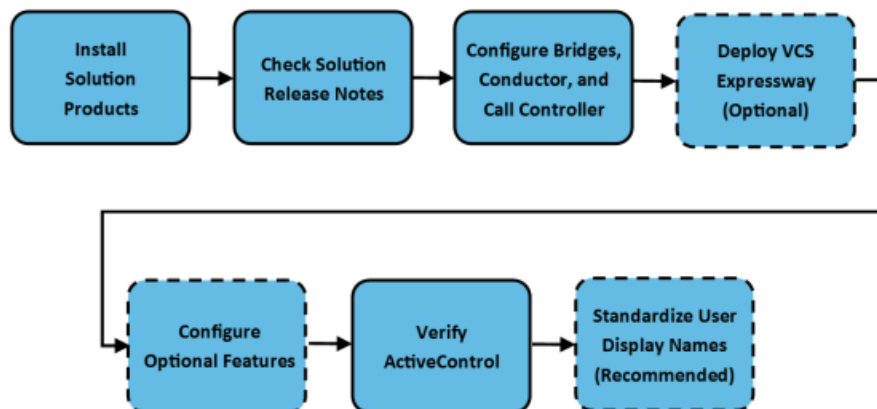 Install
Solution
Products
Check Solution
Release Notes
Configure Bridges,
Conductor, and
Call Controller
Deploy VCS
Expressway
(Optional)
Configure
Optional Features
Verify
ActiveControl
Standardize User
Display Names
(Recommended)